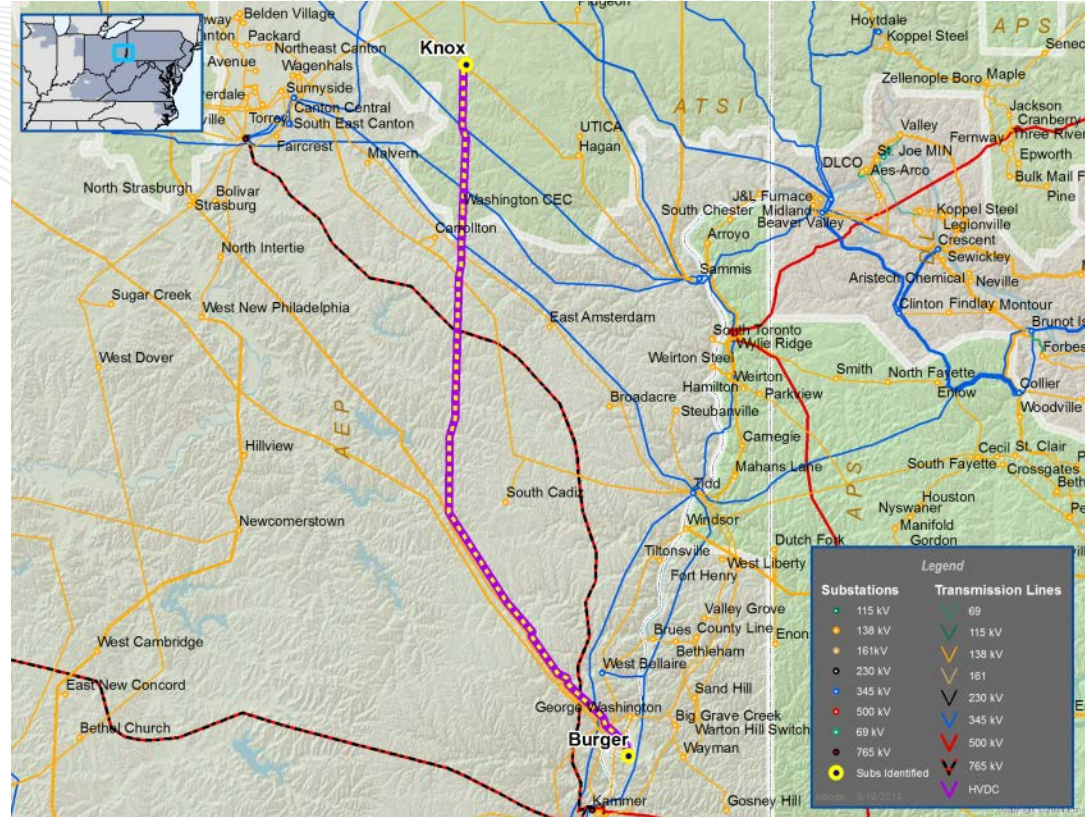 Belden Village
Packard
Northeast Canton
Avenue
Wagenhals
Sunnyside
Canton Central
Torrey
South East Canton
Faircrest
Malvern
North Strasburgh
Bolivar
Strasburg
North Intertie
Sugar Creek
West New Philadelphia
West Dover
Hillview
Newcomerstown
West Cambridge
East New Concord
Bethel Church
AEP
Knox
ATSI
UTICA
Hagan
Washington CEC
Carrollton
East Amsterdam
South Cadiz
Broadacre
Steubanville
Hamilton
Weirton Steel
Weirton
Parkview
Carnegie
Mahans Lane
Tidd
Windsor
Tiltonsville
Fort Henry
West Liberty
Dutch Fork
Valley Grove
Brues
County Line
Bethleham
West Bellaire
Sand Hill
George Washington
Big Grave Creek
Warton Hill Switch
Burger
Wayman
Kammer
Gosney Hill
Hoytdale
Koppel Steel
APS
Zellenople Boro
Maple
Jackson
Cranberry
Valley
Fernway
St. Joe MIN
DLCO
Aes-Arco
Epworth
Pine
J&L Furnace
South Chester
Midland
Beaver Valley
Koppel Steel
Legionville
Crescent
Arroyo
Sewickley
Sammis
Aristech Chemical
Neville
Clinton
Findlay
Montour
South Toronto
Wylie Ridge
Smith
North Fayette
Enlow
Collier
Woodville
Cecil
St. Clair
South Fayette
Crossgates
Houston
Nyswaner
Manifold
Gordon
APS
Legend
Substations
115 kV
138 kV
161kV
230 kV
345 kV
500 kV
69 kV
765 kV
Subs Identified
Transmission Lines
69
115 kV
138 kV
161
230 kV
345 kV
500 kV
765 kV
HVDC